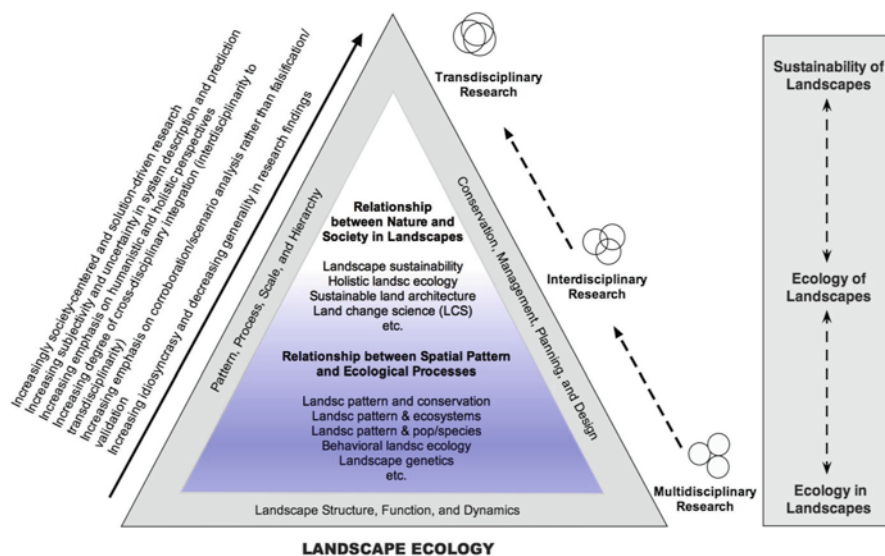 Increasingly society-centered and solution-driven research
Increasing subjectivity and uncertainty in system description and prediction
Increasing emphasis on humanistic and holistic perspectives
Increasing degree of cross-disciplinary integration (interdisciplinarity to
transdisciplinarity)
Increasing emphasis on corroboration/scenario analysis rather than falsification/
validation
Increasing idiosyncrasy and decreasing generality in research findings
Pattern, Process, Scale, and Hierarchy
Relationship
between Nature and
Society in Landscapes
Landscape sustainability
Holistic landsc ecology
Sustainable land architecture
Land change science (LCS)
etc.
Relationship between Spatial Pattern
and Ecological Processes
Landsc pattern and conservation
Landsc pattern & ecosystems
Landsc pattern & pop/species
Behavioral landsc ecology
Landscape genetics
etc.
Conservation, Management, Planning, and Design
Landscape Structure, Function, and Dynamics
LANDSCAPE ECOLOGY
Transdisciplinary
Research
Interdisciplinary
Research
Multidisciplinary
Research
Sustainability of
Landscapes
Ecology of
Landscapes
Ecology in
Landscapes